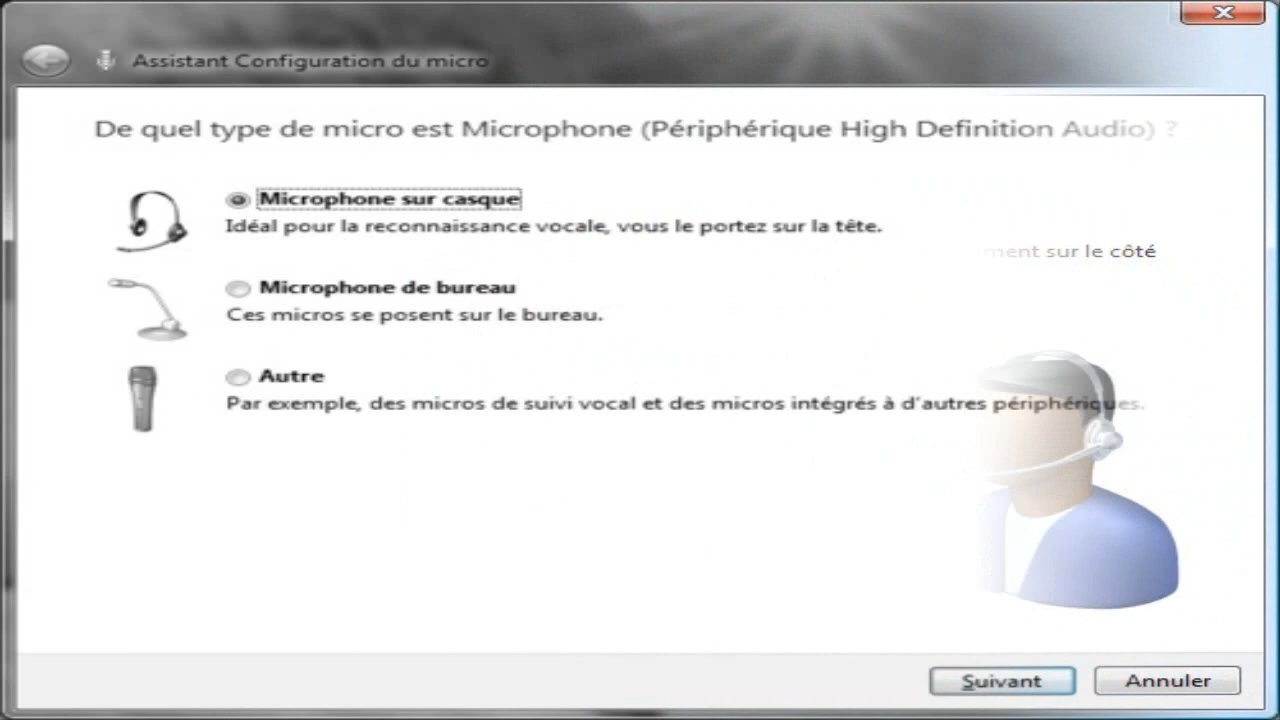 Assistant Configuration du micro
De quel type de micro est Microphone (Périphérique High Definition Audio) ?
Microphone sur casque
Idéal pour la reconnaissance vocale, vous le portez sur la tête.
sur le côté
Microphone de bureau
Ces micros se posent sur le bureau.
Autre
Par exemple, des micros de suivi vocal et des micros intégrés à d'autres périphériques.
Suivant
Annuler